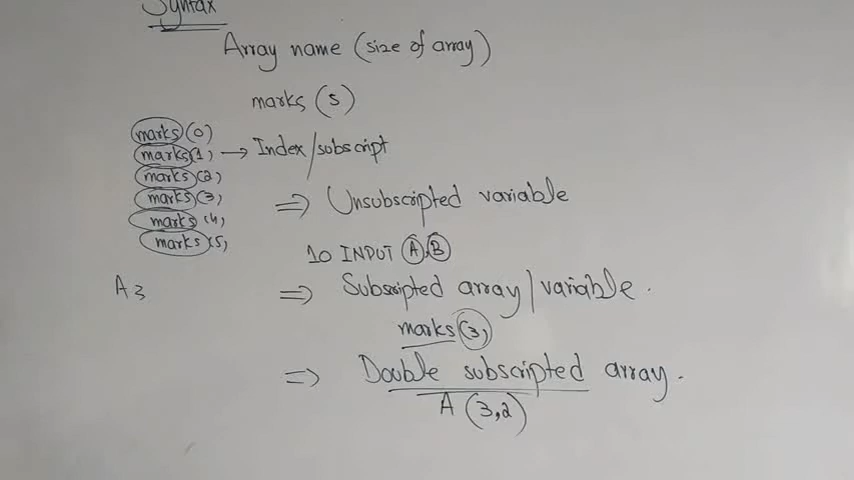 Syntax
Array name (size of array)
marks (5)
marks (0)
marks (1, → Index/subscript
marks (2,
marks (3,
marks (4,
marks (5,
⇒ Unsubscripted variable
10 INPUT A, B
A3
⇒ Subscripted array/variable.
marks (3,
⇒ Double subscripted array.
A (3,2)